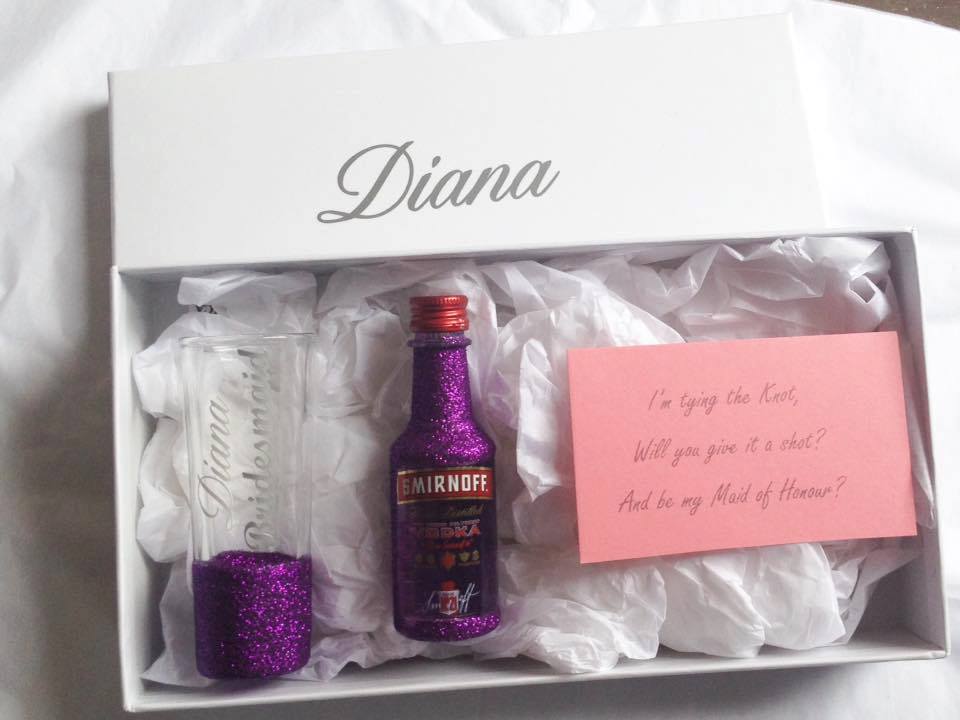 Diana
Diana
Bridesmaid
SMIRNOFF
VODKA
I'm tying the Knot,
Will you give it a shot?
And be my Maid of Honour?